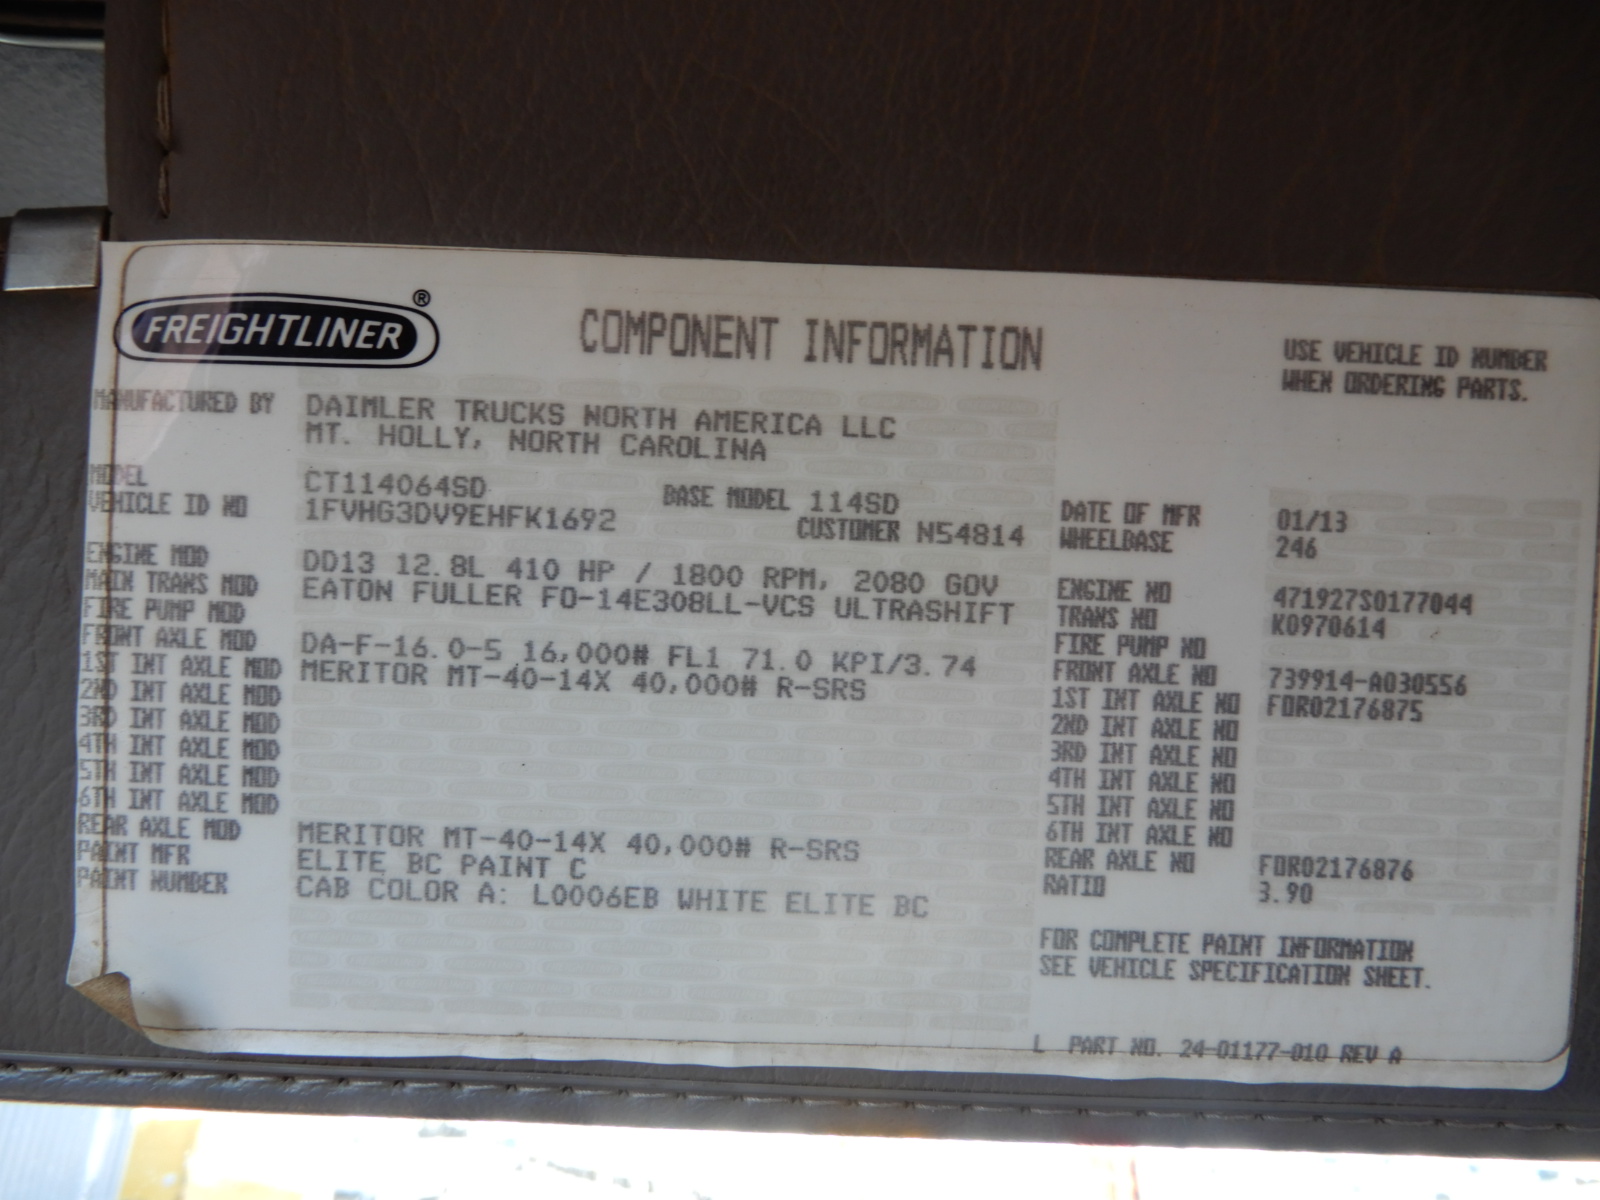 FREIGHTLINER®
COMPONENT INFORMATION
USE VEHICLE ID NUMBER
WHEN ORDERING PARTS.
MANUFACTURED BY DAIMLER TRUCKS NORTH AMERICA LLC
MT. HOLLY, NORTH CAROLINA
MODEL CT114064SD BASE MODEL 114SD
VEHICLE ID NO 1FVHG3DV9EHFK1692 CUSTOMER N54814
ENGINE MOD DD13 12.8L 410 HP / 1800 RPM, 2080 GOV
MAIN TRANS MOD EATON FULLER FO-14E308LL-VCS ULTRASHIFT
FIRE PUMP MOD
FRONT AXLE MOD DA-F-16.0-5 16,000# FL1 71.0 KPI/3.74
1ST INT AXLE MOD MERITOR MT-40-14X 40,000# R-SRS
2ND INT AXLE MOD
3RD INT AXLE MOD
4TH INT AXLE MOD
5TH INT AXLE MOD
6TH INT AXLE MOD
REAR AXLE MOD MERITOR MT-40-14X 40,000# R-SRS
PAINT MFR ELITE BC PAINT C
PAINT NUMBER CAB COLOR A: L0006EB WHITE ELITE BC
DATE OF MFR 01/13
WHEELBASE 246
ENGINE NO 471927S0177044
TRANS NO K0970614
FIRE PUMP NO
FRONT AXLE NO 739914-A030556
1ST INT AXLE NO FOR02176875
2ND INT AXLE NO
3RD INT AXLE NO
4TH INT AXLE NO
5TH INT AXLE NO
6TH INT AXLE NO
REAR AXLE NO FOR02176876
RATIO 3.90
FOR COMPLETE PAINT INFORMATION
SEE VEHICLE SPECIFICATION SHEET.
L PART NO. 24-01177-010 REV A